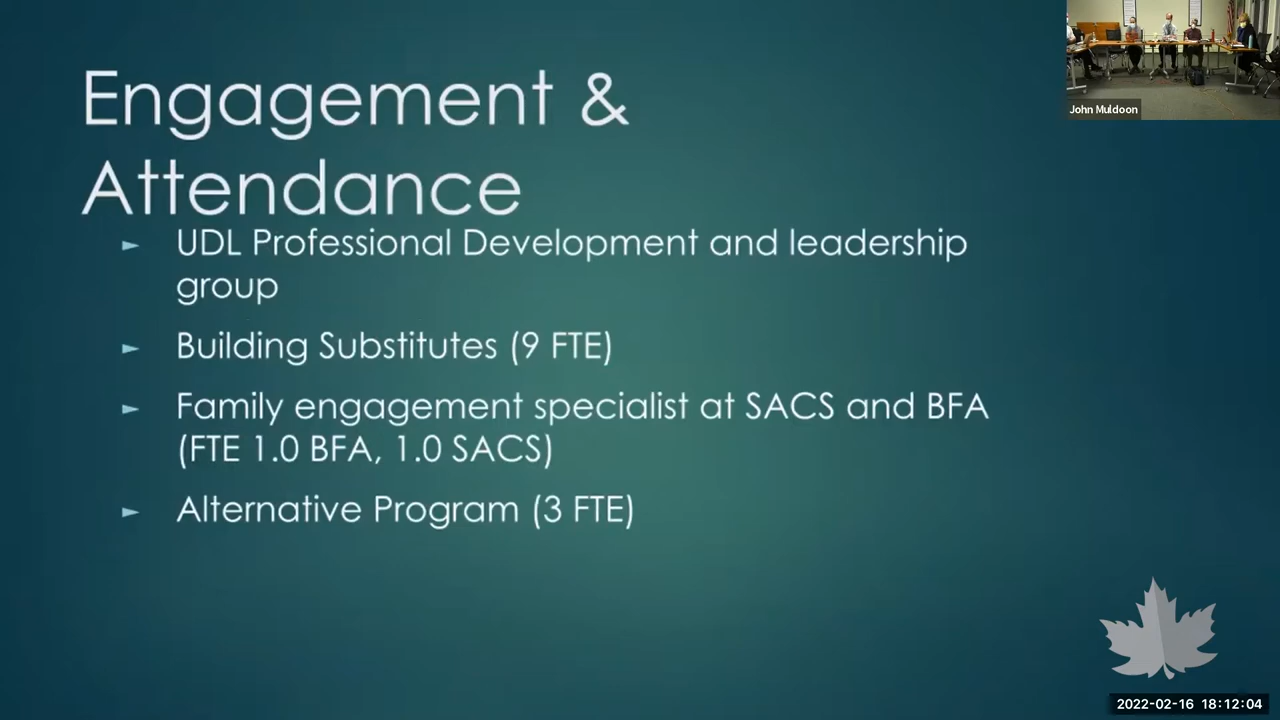 Engagement &
Attendance
UDL Professional Development and leadership
group
Building Substitutes (9 FTE)
Family engagement specialist at SACS and BFA
(FTE 1.0 BFA, 1.0 SACS)
Alternative Program (3 FTE)
John Muldoon
2022-02-16 18:12:04